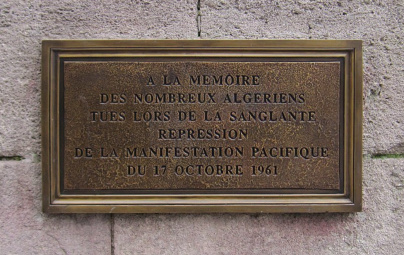 A LA MEMOIRE
DES NOMBREUX ALGERIENS
TUES LORS DE LA SANGLANTE
REPRESSION
DE LA MANIFESTATION PACIFIQUE
DU 17 OCTOBRE 1961